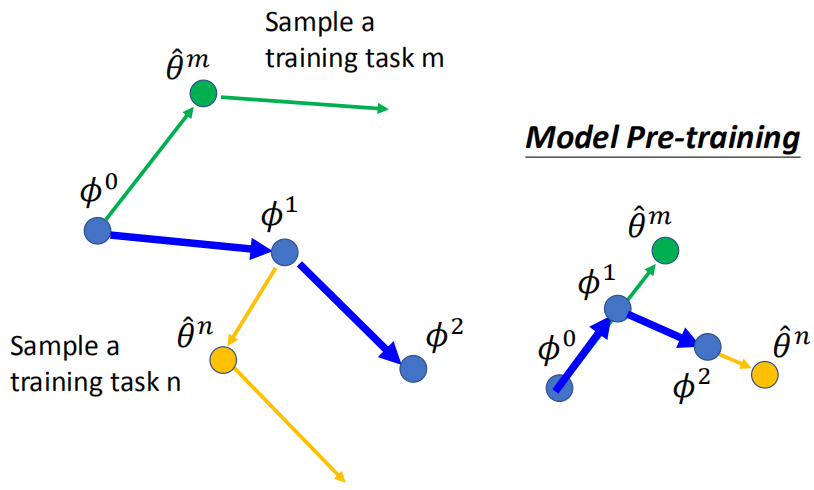 Sample a
training task m
θ̂ᵐ
ϕ⁰
ϕ¹
Sample a
training task n
θ̂ⁿ
ϕ²
Model Pre-training
θ̂ᵐ
ϕ¹
ϕ⁰
θ̂ⁿ
ϕ²